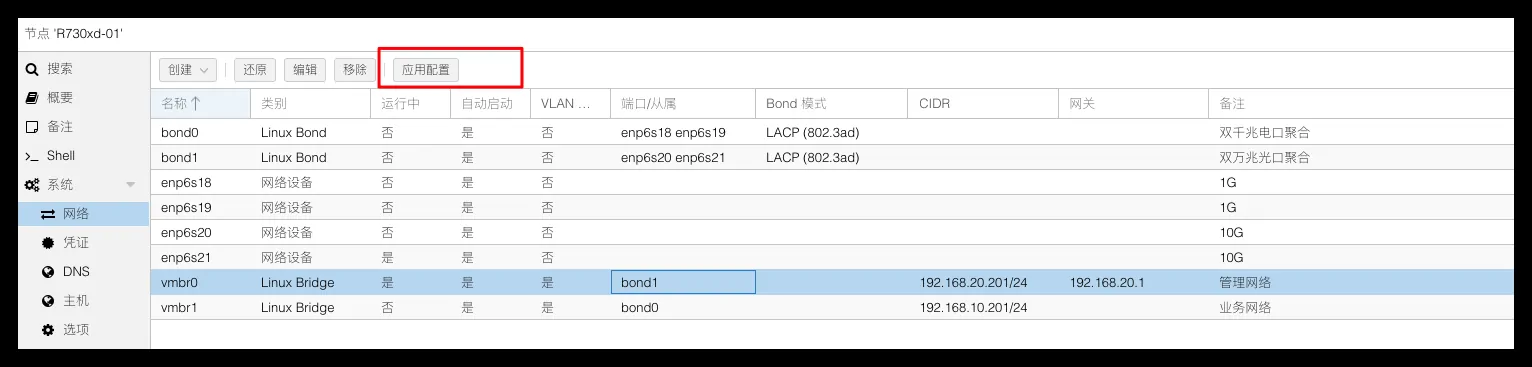 节点 'R730xd-01'
搜索
概要
备注
Shell
系统
网络
凭证
DNS
主机
选项
创建 还原 编辑 移除 应用配置
名称 类别 运行中 自动启动 VLAN ... 端口/从属 Bond 模式 CIDR 网关 备注
bond0 Linux Bond 否 是 否 enp6s18 enp6s19 LACP (802.3ad) 双千兆电口聚合
bond1 Linux Bond 否 是 否 enp6s20 enp6s21 LACP (802.3ad) 双万兆光口聚合
enp6s18 网络设备 否 是 否 1G
enp6s19 网络设备 否 是 否 1G
enp6s20 网络设备 否 是 否 10G
enp6s21 网络设备 是 是 否 10G
vmbr0 Linux Bridge 是 是 是 bond1 192.168.20.201/24 192.168.20.1 管理网络
vmbr1 Linux Bridge 否 是 是 bond0 192.168.10.201/24 业务网络